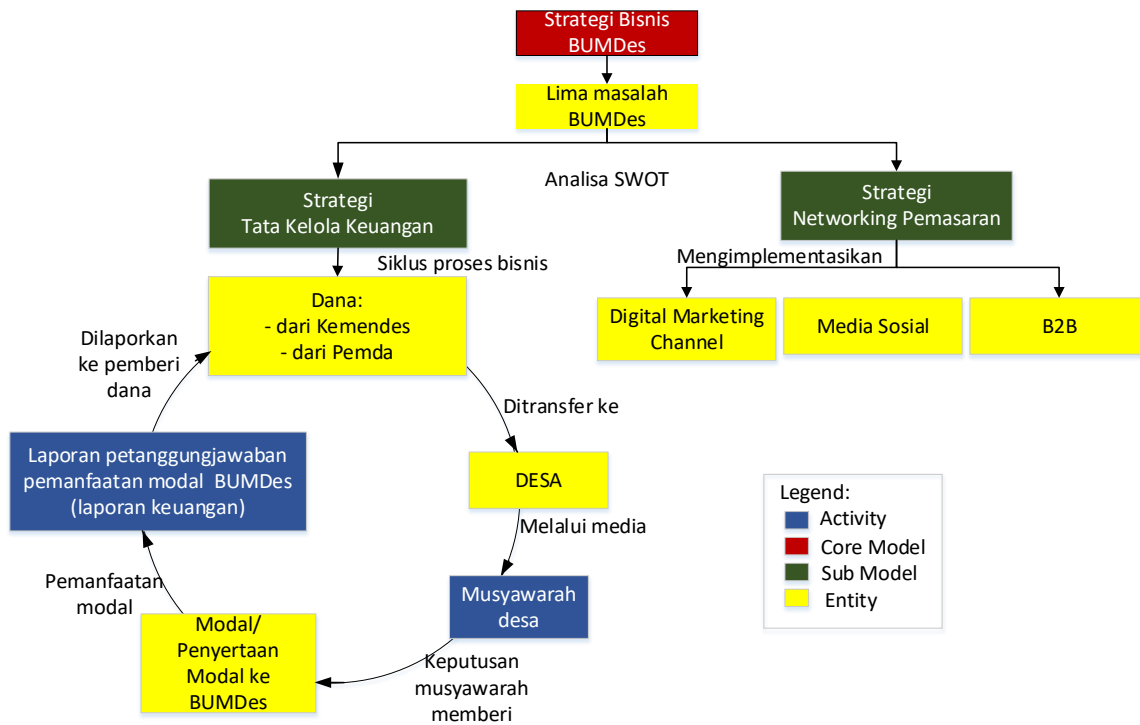 Strategi Bisnis
BUMDes
Lima masalah
BUMDes
Analisa SWOT
Strategi
Tata Kelola Keuangan
Strategi
Networking Pemasaran
Siklus proses bisnis
Mengimplementasikan
Dana:
- dari Kemendes
- dari Pemda
Digital Marketing
Channel
Media Sosial
B2B
Dilaporkan
ke pemberi
dana
Ditransfer ke
Laporan petanggungjawaban
pemanfaatan modal BUMDes
(laporan keuangan)
DESA
Melalui media
Pemanfaatan
modal
Musyawarah
desa
Modal/
Penyertaan
Modal ke
BUMDes
Keputusan
musyawarah
memberi
Legend:
Activity
Core Model
Sub Model
Entity